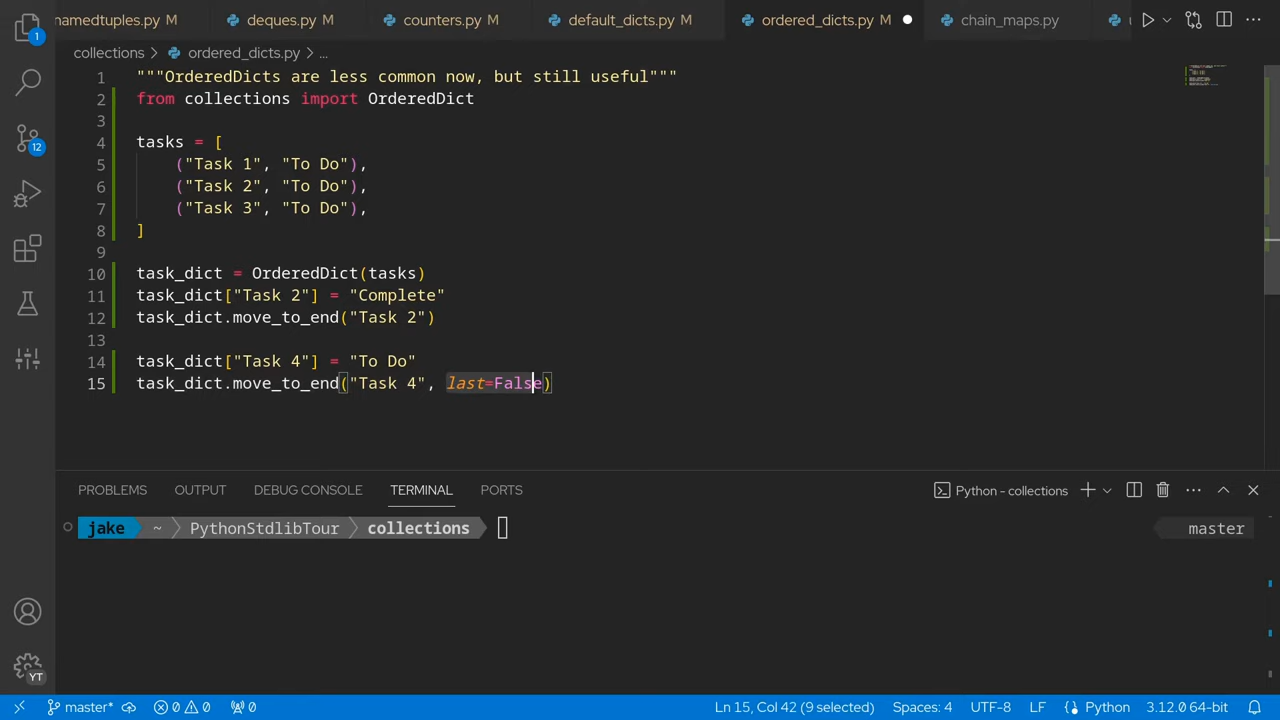 namedtuples.py M deques.py M counters.py M default_dicts.py M ordered_dicts.py M chain_maps.py
1
collections ordered_dicts.py ...
1 """OrderedDicts are less common now, but still useful"""
2 from collections import OrderedDict
3
4 tasks = [
5 ("Task 1", "To Do"),
6 ("Task 2", "To Do"),
7 ("Task 3", "To Do"),
8 ]
9
10 task_dict = OrderedDict(tasks)
11 task_dict["Task 2"] = "Complete"
12 task_dict.move_to_end("Task 2")
13
14 task_dict["Task 4"] = "To Do"
15 task_dict.move_to_end("Task 4", last=False)
12
PROBLEMS OUTPUT DEBUG CONSOLE TERMINAL PORTS Python - collections
jake ~ PythonStdlibTour collections master
YT
master* 0 0 0 Ln 15, Col 42 (9 selected) Spaces: 4 UTF-8 LF Python 3.12.0 64-bit